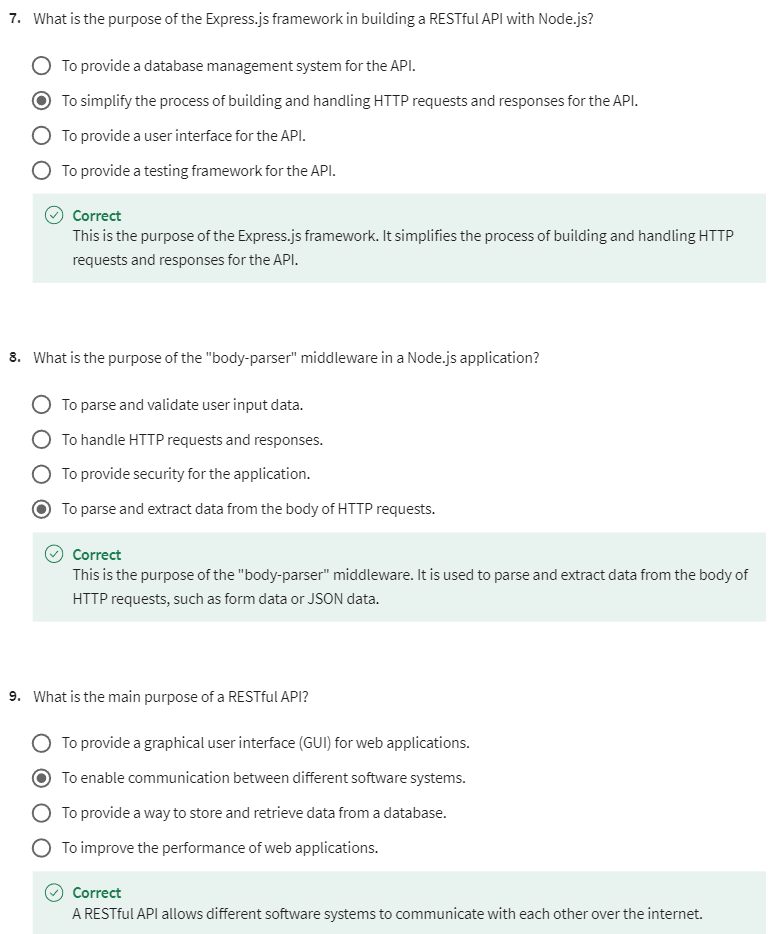 7. What is the purpose of the Express.js framework in building a RESTful API with Node.js?
To provide a database management system for the API.
To simplify the process of building and handling HTTP requests and responses for the API.
To provide a user interface for the API.
To provide a testing framework for the API.
Correct
This is the purpose of the Express.js framework. It simplifies the process of building and handling HTTP
requests and responses for the API.
8. What is the purpose of the "body-parser" middleware in a Node.js application?
To parse and validate user input data.
To handle HTTP requests and responses.
To provide security for the application.
To parse and extract data from the body of HTTP requests.
Correct
This is the purpose of the "body-parser" middleware. It is used to parse and extract data from the body of
HTTP requests, such as form data or JSON data.
9. What is the main purpose of a RESTful API?
To provide a graphical user interface (GUI) for web applications.
To enable communication between different software systems.
To provide a way to store and retrieve data from a database.
To improve the performance of web applications.
Correct
A RESTful API allows different software systems to communicate with each other over the internet.